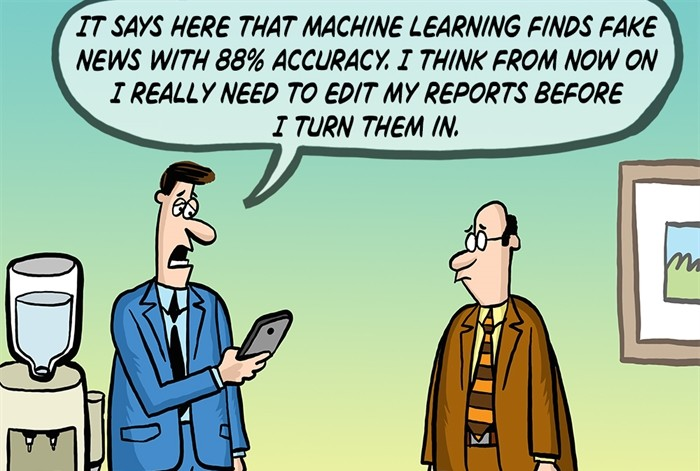 IT SAYS HERE THAT MACHINE LEARNING FINDS FAKE
NEWS WITH 88% ACCURACY. I THINK FROM NOW ON
I REALLY NEED TO EDIT MY REPORTS BEFORE
I TURN THEM IN.